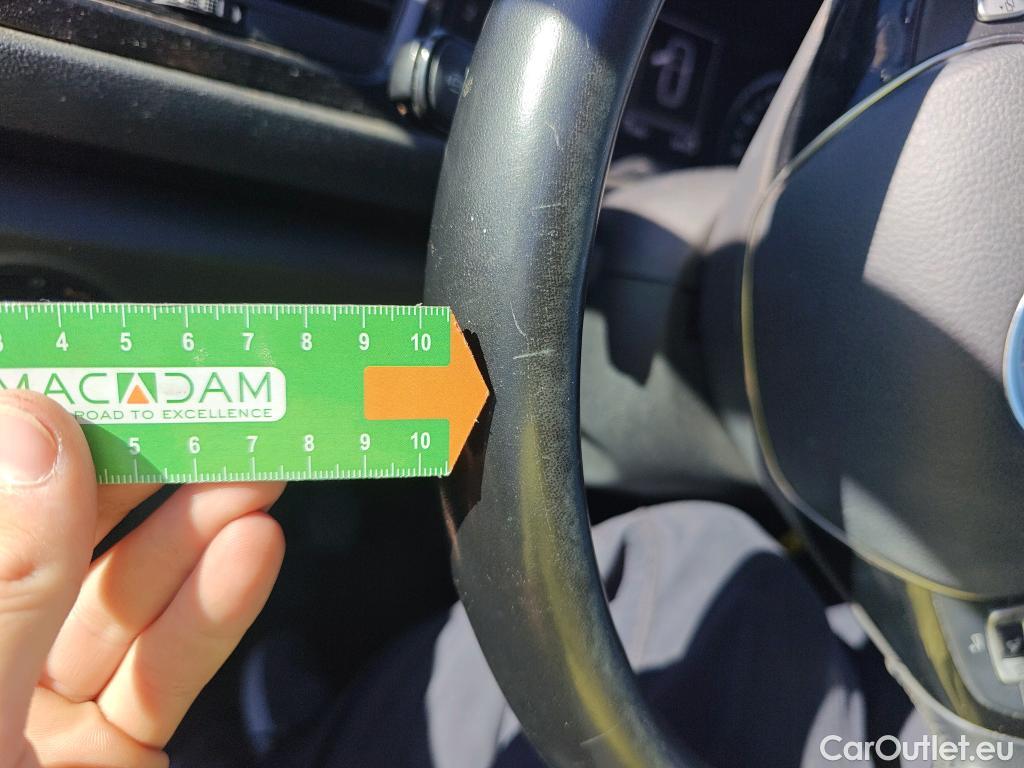 3 4 5 6 7 8 9 10
MACADAM
ROAD TO EXCELLENCE
5 6 7 8 9 10
CarOutlet.eu